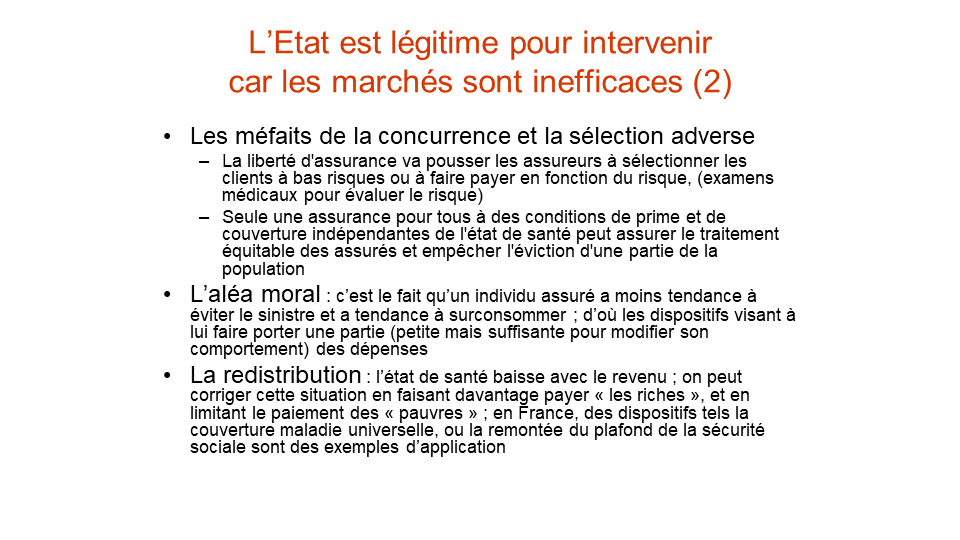 L’Etat est légitime pour intervenir
car les marchés sont inefficaces (2)
• Les méfaits de la concurrence et la sélection adverse
– La liberté d'assurance va pousser les assureurs à sélectionner les
clients à bas risques ou à faire payer en fonction du risque, (examens
médicaux pour évaluer le risque)
– Seule une assurance pour tous à des conditions de prime et de
couverture indépendantes de l'état de santé peut assurer le traitement
équitable des assurés et empêcher l'éviction d'une partie de la
population
• L’aléa moral : c’est le fait qu’un individu assuré a moins tendance à
éviter le sinistre et a tendance à surconsommer ; d’où les dispositifs visant à
lui faire porter une partie (petite mais suffisante pour modifier son
comportement) des dépenses
• La redistribution : l’état de santé baisse avec le revenu ; on peut
corriger cette situation en faisant davantage payer « les riches », et en
limitant le paiement des « pauvres » ; en France, des dispositifs tels la
couverture maladie universelle, ou la remontée du plafond de la sécurité
sociale sont des exemples d’application